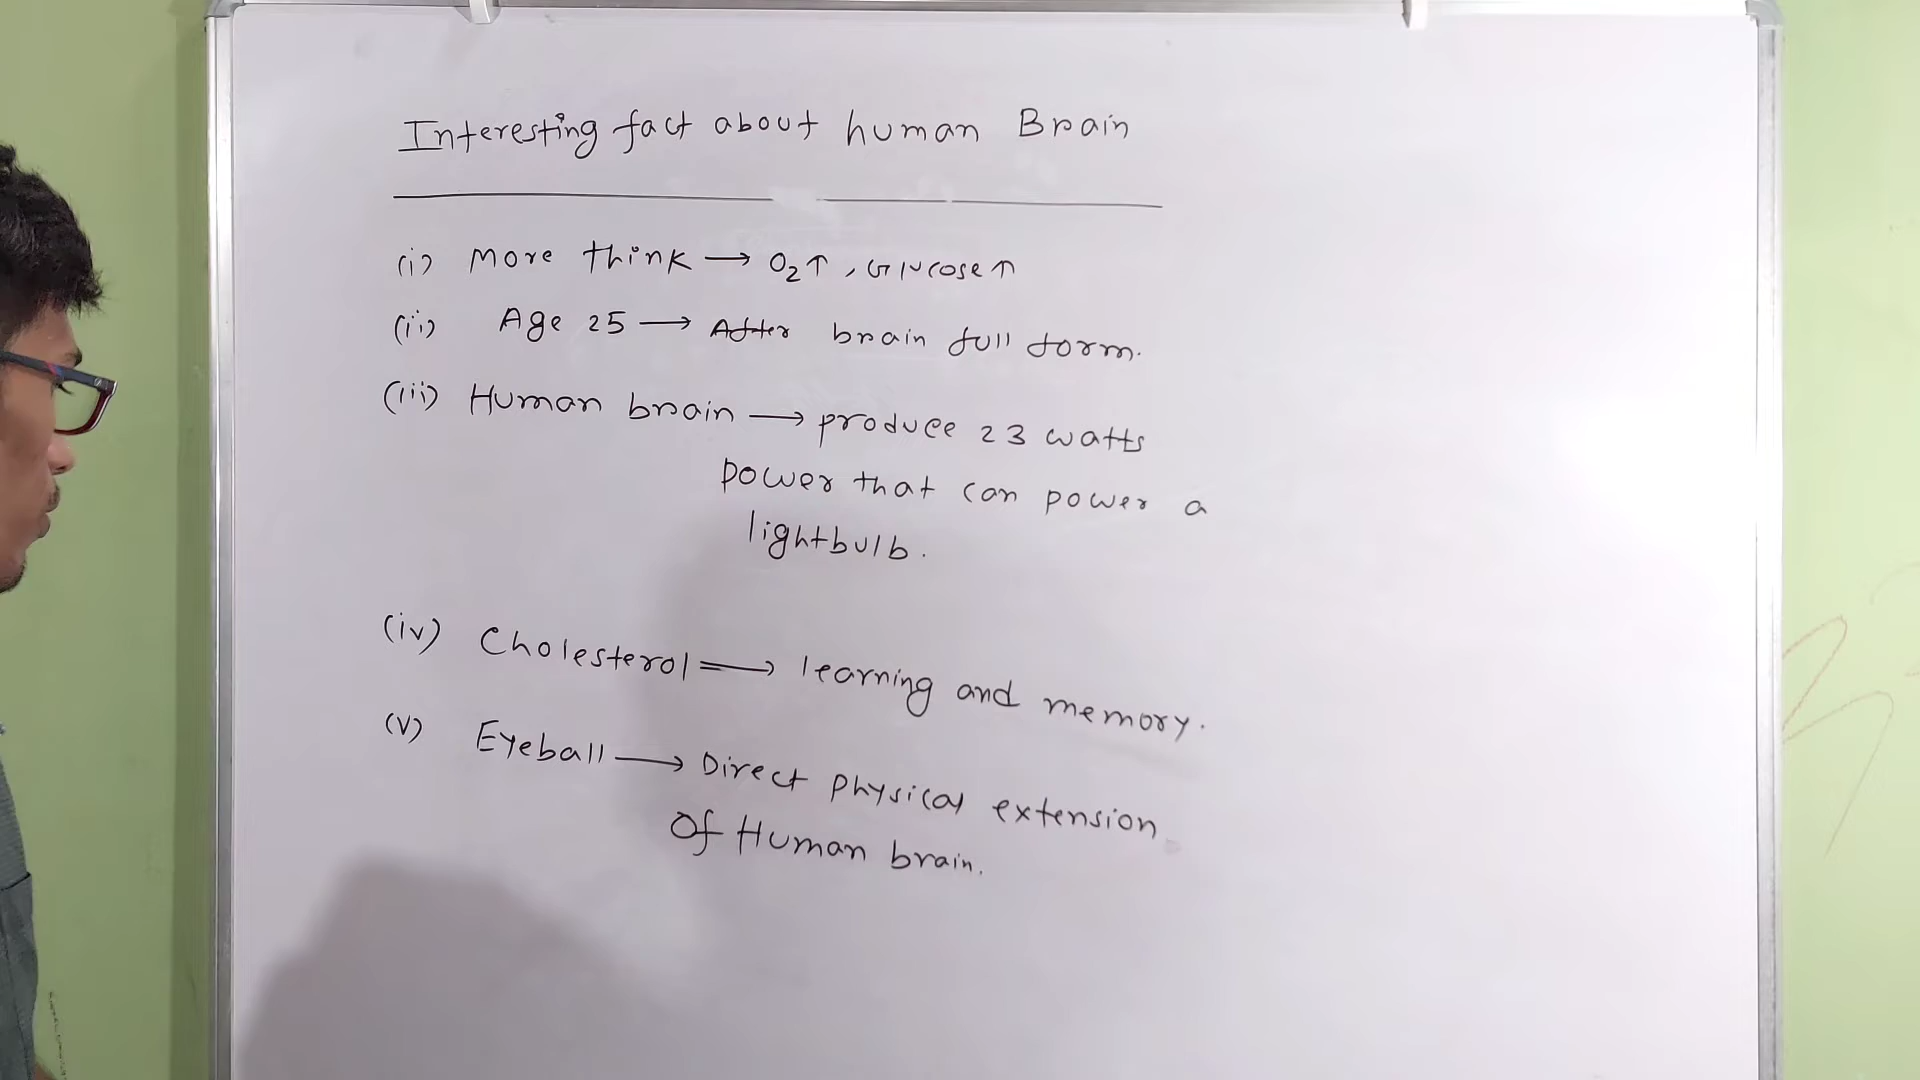 Interesting fact about human Brain
(i) More think → O₂↑, Glucose↑
(ii) Age 25 → After brain full form.
(iii) Human brain → produce 23 watts
power that can power a
lightbulb.
(iv) Cholesterol ⟹ learning and memory.
(v) Eyeball → Direct physical extension
Of Human brain.